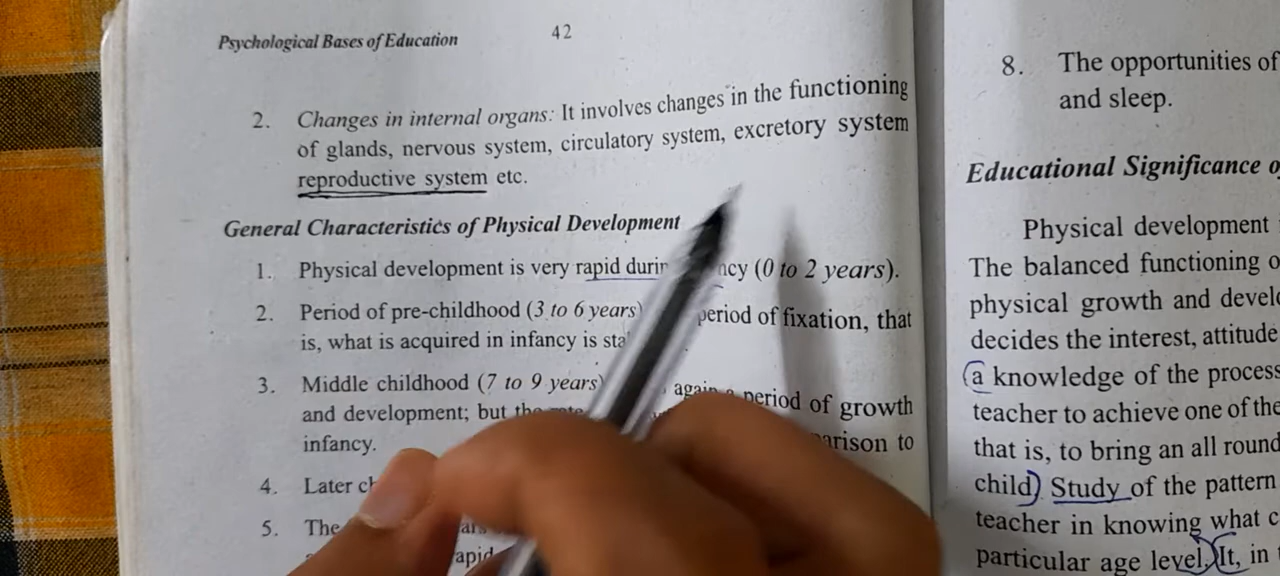 Psychological Bases of Education
42
2. Changes in internal organs: It involves changes in the functioning
of glands, nervous system, circulatory system, excretory system
reproductive system etc.
General Characteristics of Physical Development
1. Physical development is very rapid (0 to 2 years).
2. Period of pre-childhood (3 to 6 years) period of fixation, that
is, what is acquired in infancy is
3. Middle childhood (7 to 9 years) again a period of growth
and development; but the to
infancy.
4. Later
5. The
8. The opportunities of
and sleep.
Educational Significance
Physical development
The balanced functioning
physical growth and
decides the interest, attitude
a knowledge of the process
teacher to achieve one of the
that is, to bring an all round
child) Study of the pattern
teacher in knowing what
particular age level. It, in